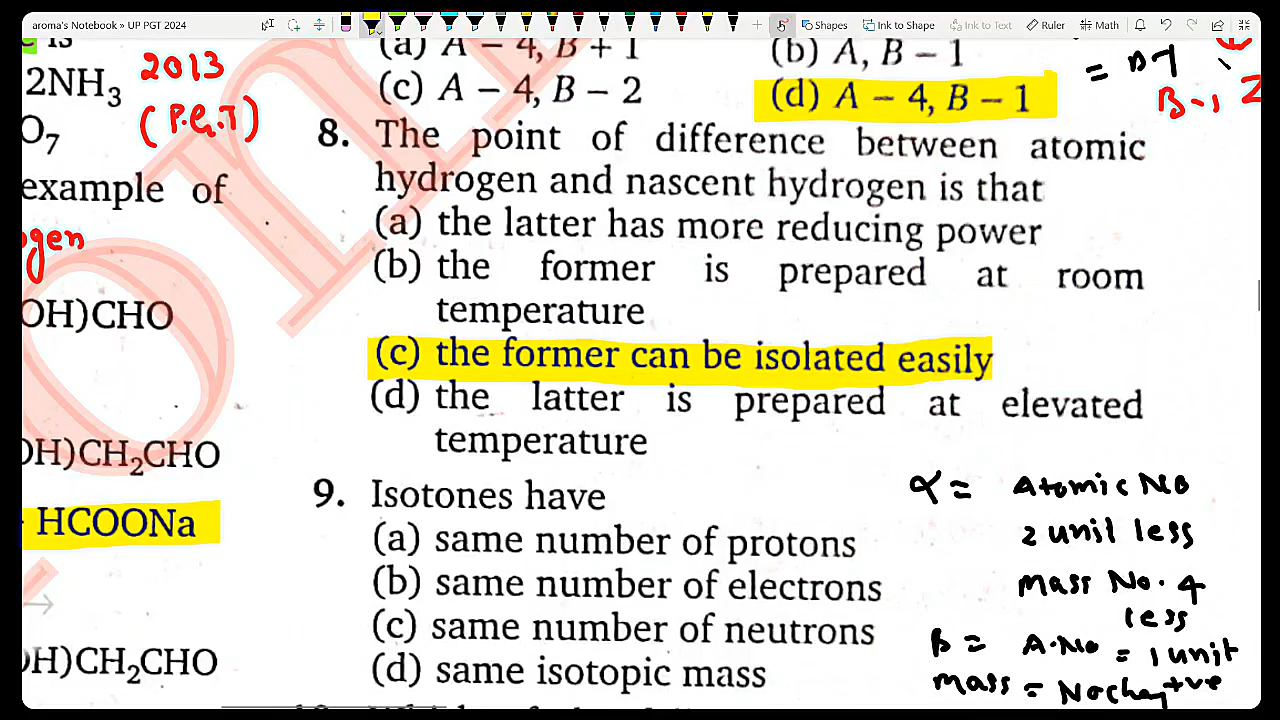 aroma's Notebook » UP PGT 2024
Shapes
Ink to Shape
Ink to Text
Ruler
Math
is
2NH₃
2013
(P.G.T)
O₇
example of
ogen
OH)CHO
OH)CH₂CHO
HCOONa
OH)CH₂CHO
(a) A − 4, B + 1
(b) A, B − 1
(c) A − 4, B − 2
(d) A − 4, B − 1
B-1
8. The point of difference between atomic
hydrogen and nascent hydrogen is that
(a) the latter has more reducing power
(b) the former is prepared at room
temperature
(c) the former can be isolated easily
(d) the latter is prepared at elevated
temperature
9. Isotones have
(a) same number of protons
(b) same number of electrons
(c) same number of neutrons
(d) same isotopic mass
α = Atomic No
2 unit less
mass No. 4
less
B = A.No = 1 unit
+ve
mass =